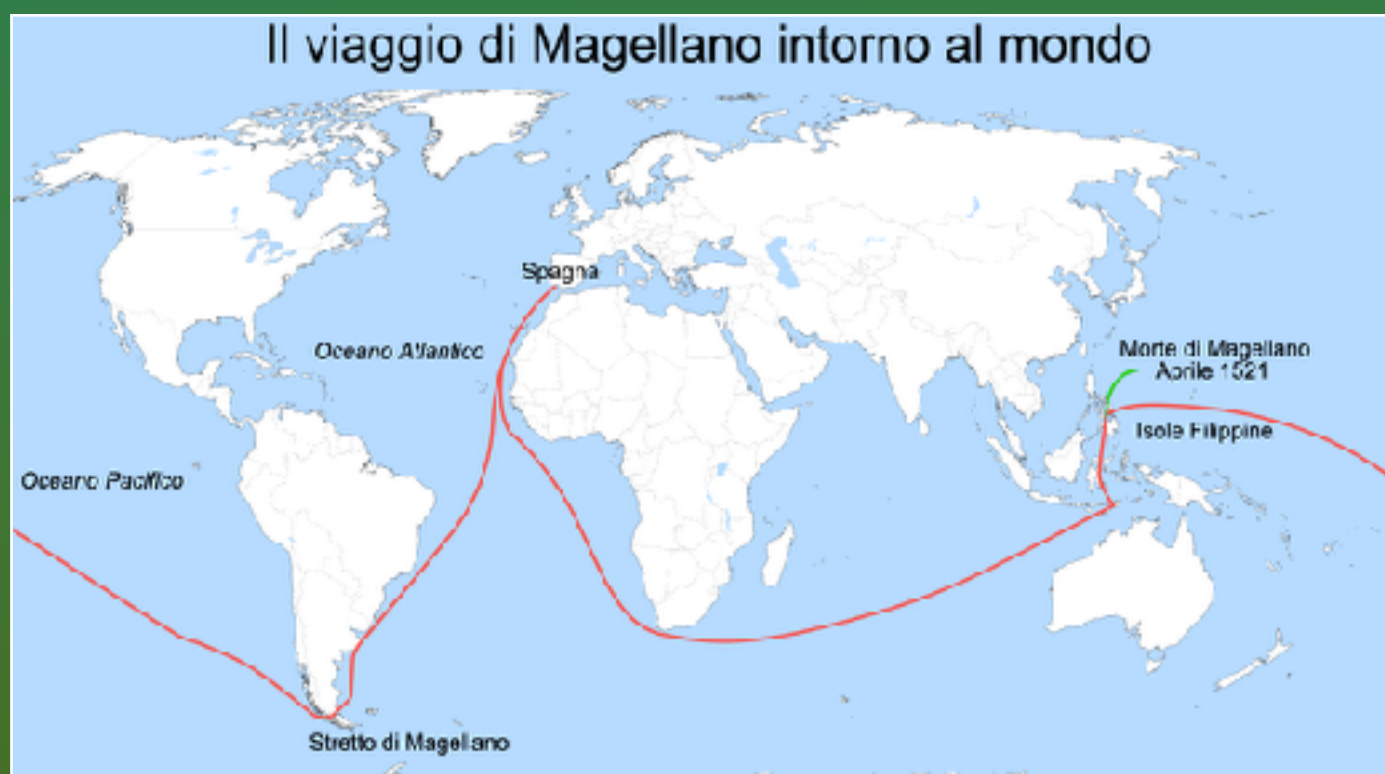 Il viaggio di Magellano intorno al mondo
Spagna
Oceano Atlantico
Morte di Magellano
Aprile 1521
Isole Filippine
Oceano Pacifico
Stretto di Magellano